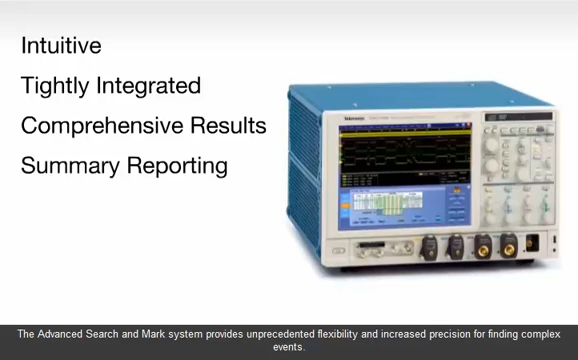 Intuitive
Tightly Integrated
Comprehensive Results
Summary Reporting
Tektronix
The Advanced Search and Mark system provides unprecedented flexibility and increased precision for finding complex
events.